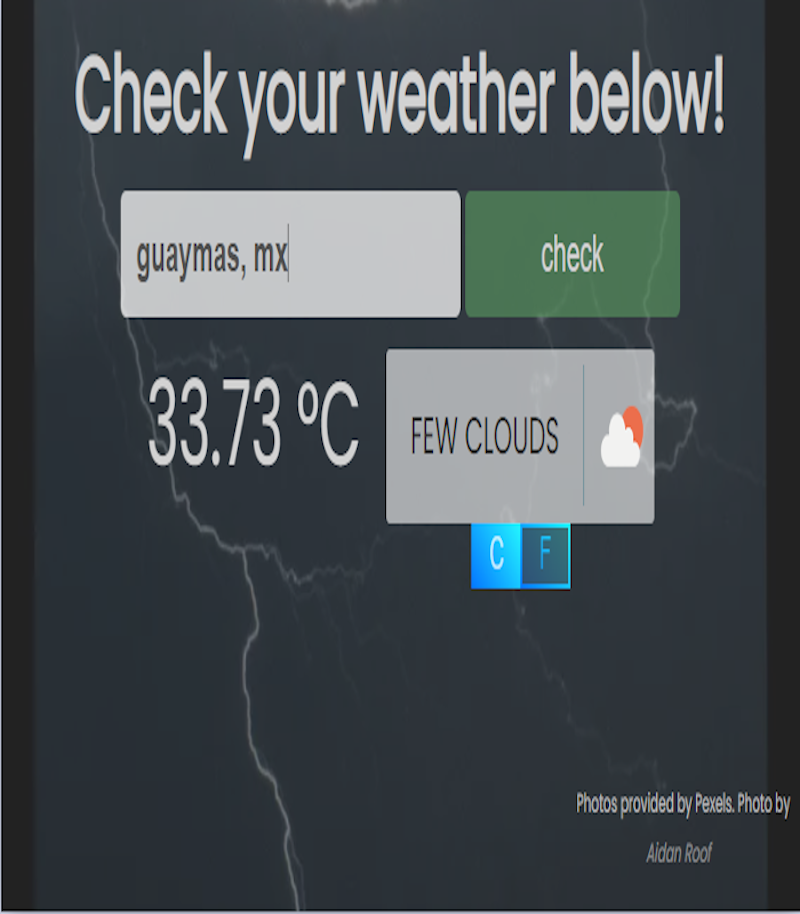 Check your weather below!
guaymas, mx
check
33.73 ºC
FEW CLOUDS
C F
Photos provided by Pexels. Photo by
Aidan Roof